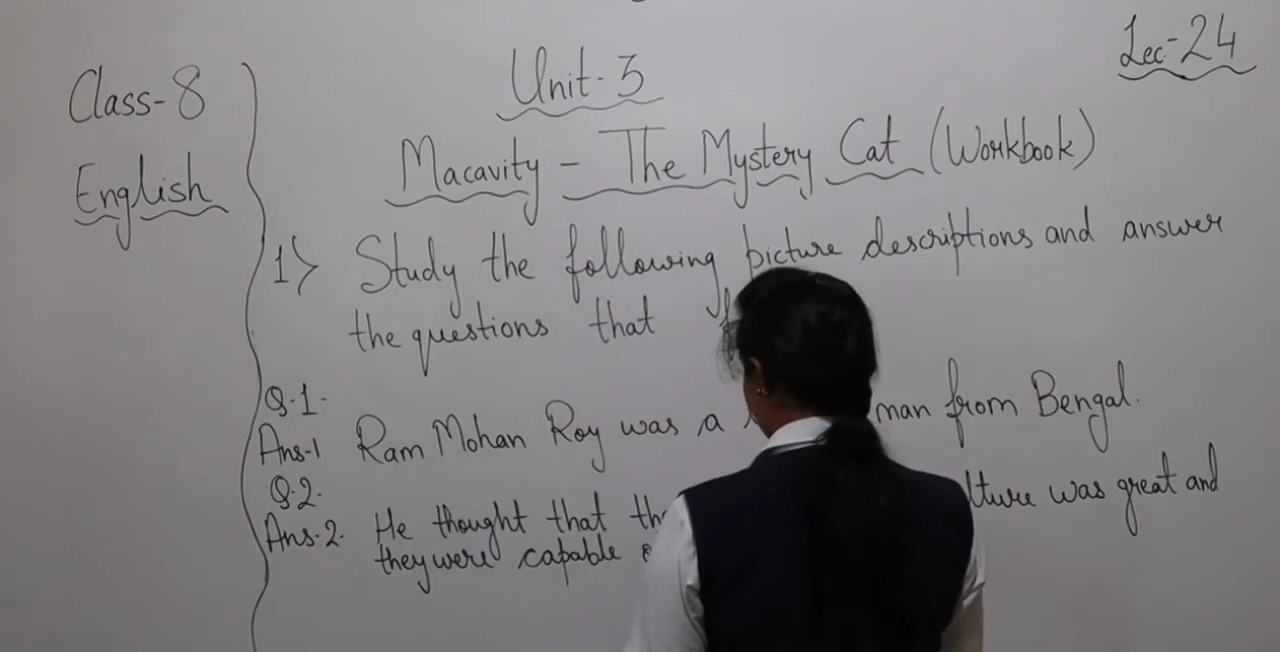 Lec-24
Class-8
English
Unit-3
Macavity - The Mystery Cat (Workbook)
1> Study the following picture descriptions and answer
the questions that
Q.1.
Ans-1 Ram Mohan Roy was a man from Bengal.
Q.2.
Ans.2. He thought that was great and
they were capable